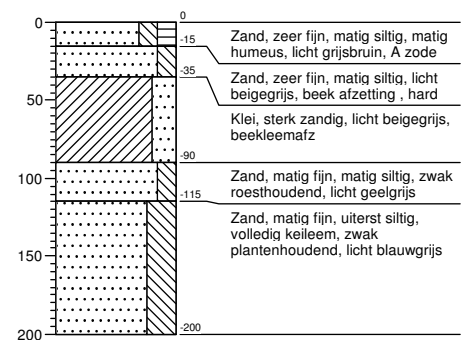 0
0
Zand, zeer fijn, matig siltig, matig
humeus, licht grijsbruin, A zode
-15
-35
Zand, zeer fijn, matig siltig, licht
beigegrijs, beek afzetting , hard
50
Klei, sterk zandig, licht beigegrijs,
beekleemafz
-90
100
Zand, matig fijn, matig siltig, zwak
roesthoudend, licht geelgrijs
-115
Zand, matig fijn, uiterst siltig,
volledig keileem, zwak
plantenhoudend, licht blauwgrijs
150
200
-200